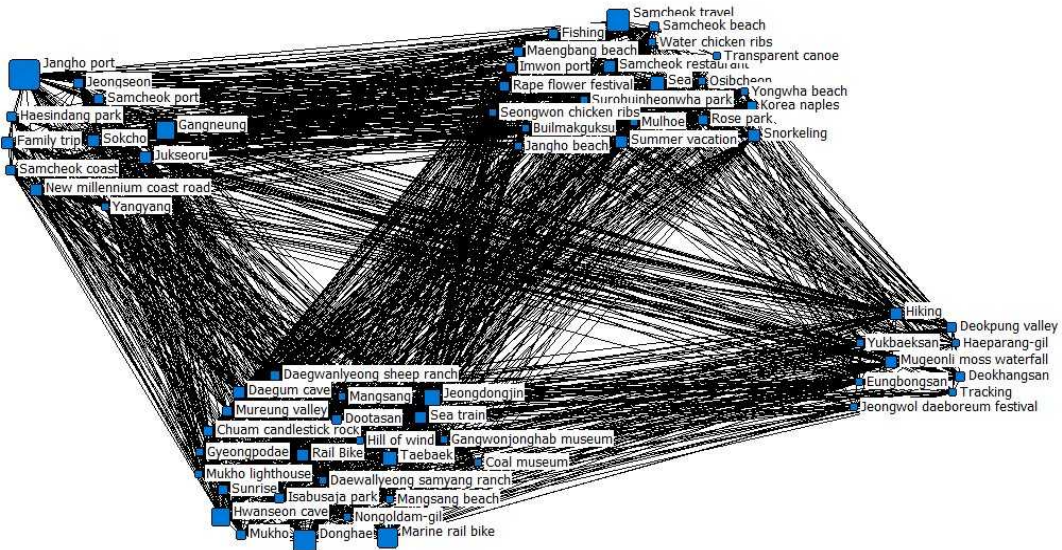 Jangho port
Jeongseon
Samcheok port
Haesindang park
Gangneung
Family trip
Sokcho
Jukseoru
Samcheok coast
New millennium coast road
Yangyang
Samcheok travel
Samcheok beach
Fishing
Water chicken ribs
Maengbang beach
Transparent canoe
Imwon port
Samcheok restaurant
Rape flower festival
Sea
Osibcheon
Yongwha beach
Surobuinheonwha park
Korea naples
Seongwon chicken ribs
Mulhoe
Rose park
Builmakguksu
Snorkeling
Jangho beach
Summer vacation
Hiking
Deokpung valley
Yukbaeksan
Haeparang-gil
Mugeonli moss waterfall
Eungbongsan
Deokhangsan
Tracking
Jeongwol daeboreum festival
Daegwanlyeong sheep ranch
Daegum cave
Mangsang
Jeongdongjin
Mureung valley
Dootasan
Sea train
Chuam candlestick rock
Hill of wind
Gangwonjonghab museum
Gyeongpodae
Rail Bike
Taebaek
Coal museum
Mukho lighthouse
Daewallyeong samyang ranch
Sunrise
Isabusaja park
Mangsang beach
Hwanseon cave
Nongoldam-gil
Mukho
Donghae
Marine rail bike